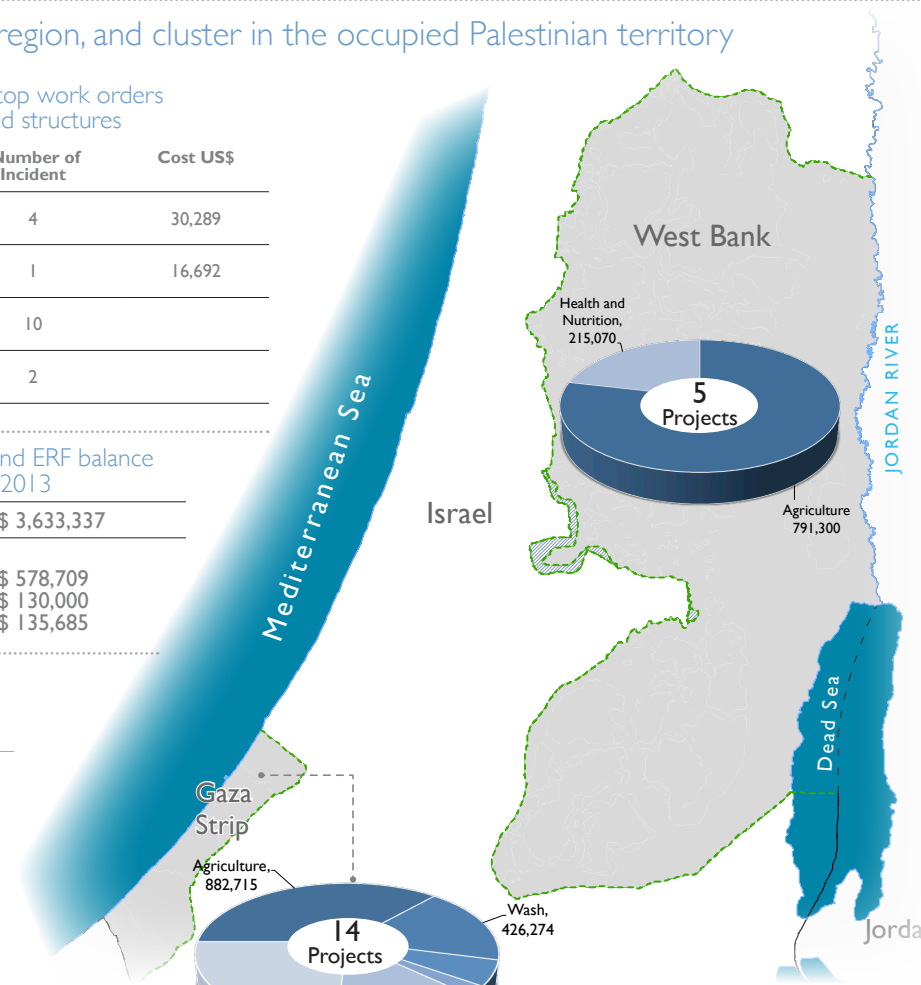 region, and cluster in the occupied Palestinian territory
top work orders
structures
Number of
Incident
Cost US$
4
30,289
1
16,692
10
2
nd ERF balance
2013
$ 3,633,337
$ 578,709
$ 130,000
$ 135,685
Mediterranean Sea
Israel
West Bank
Health and
Nutrition,
215,070
5
Projects
Agriculture
791,300
JORDAN RIVER
Dead Sea
Gaza
Strip
Agriculture,
882,715
14
Projects
Wash,
426,274
Jorda